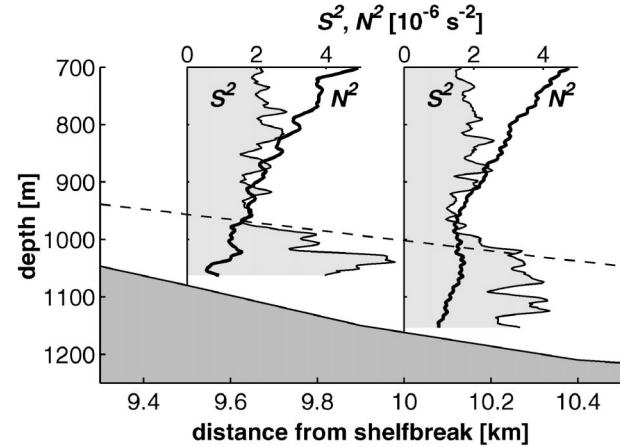 S², N² [10⁻⁶ s⁻²]
0 2 4 0 2 4
S² N² S² N²
700
800
900
1000
1100
1200
depth [m]
9.4 9.6 9.8 10 10.2 10.4
distance from shelfbreak [km]